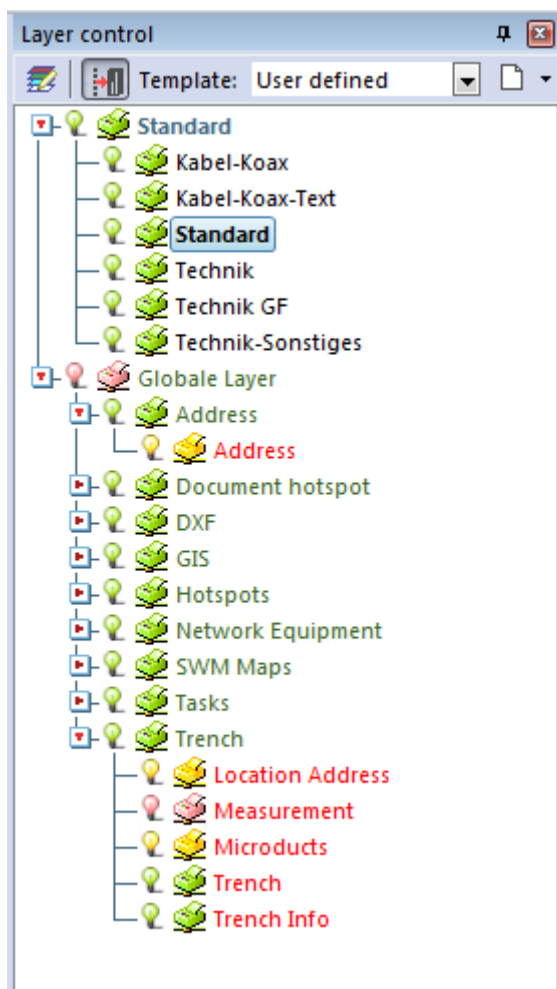 Layer control
Template: User defined
Standard
Kabel-Koax
Kabel-Koax-Text
Standard
Technik
Technik GF
Technik-Sonstiges
Globale Layer
Address
Address
Document hotspot
DXF
GIS
Hotspots
Network Equipment
SWM Maps
Tasks
Trench
Location Address
Measurement
Microducts
Trench
Trench Info